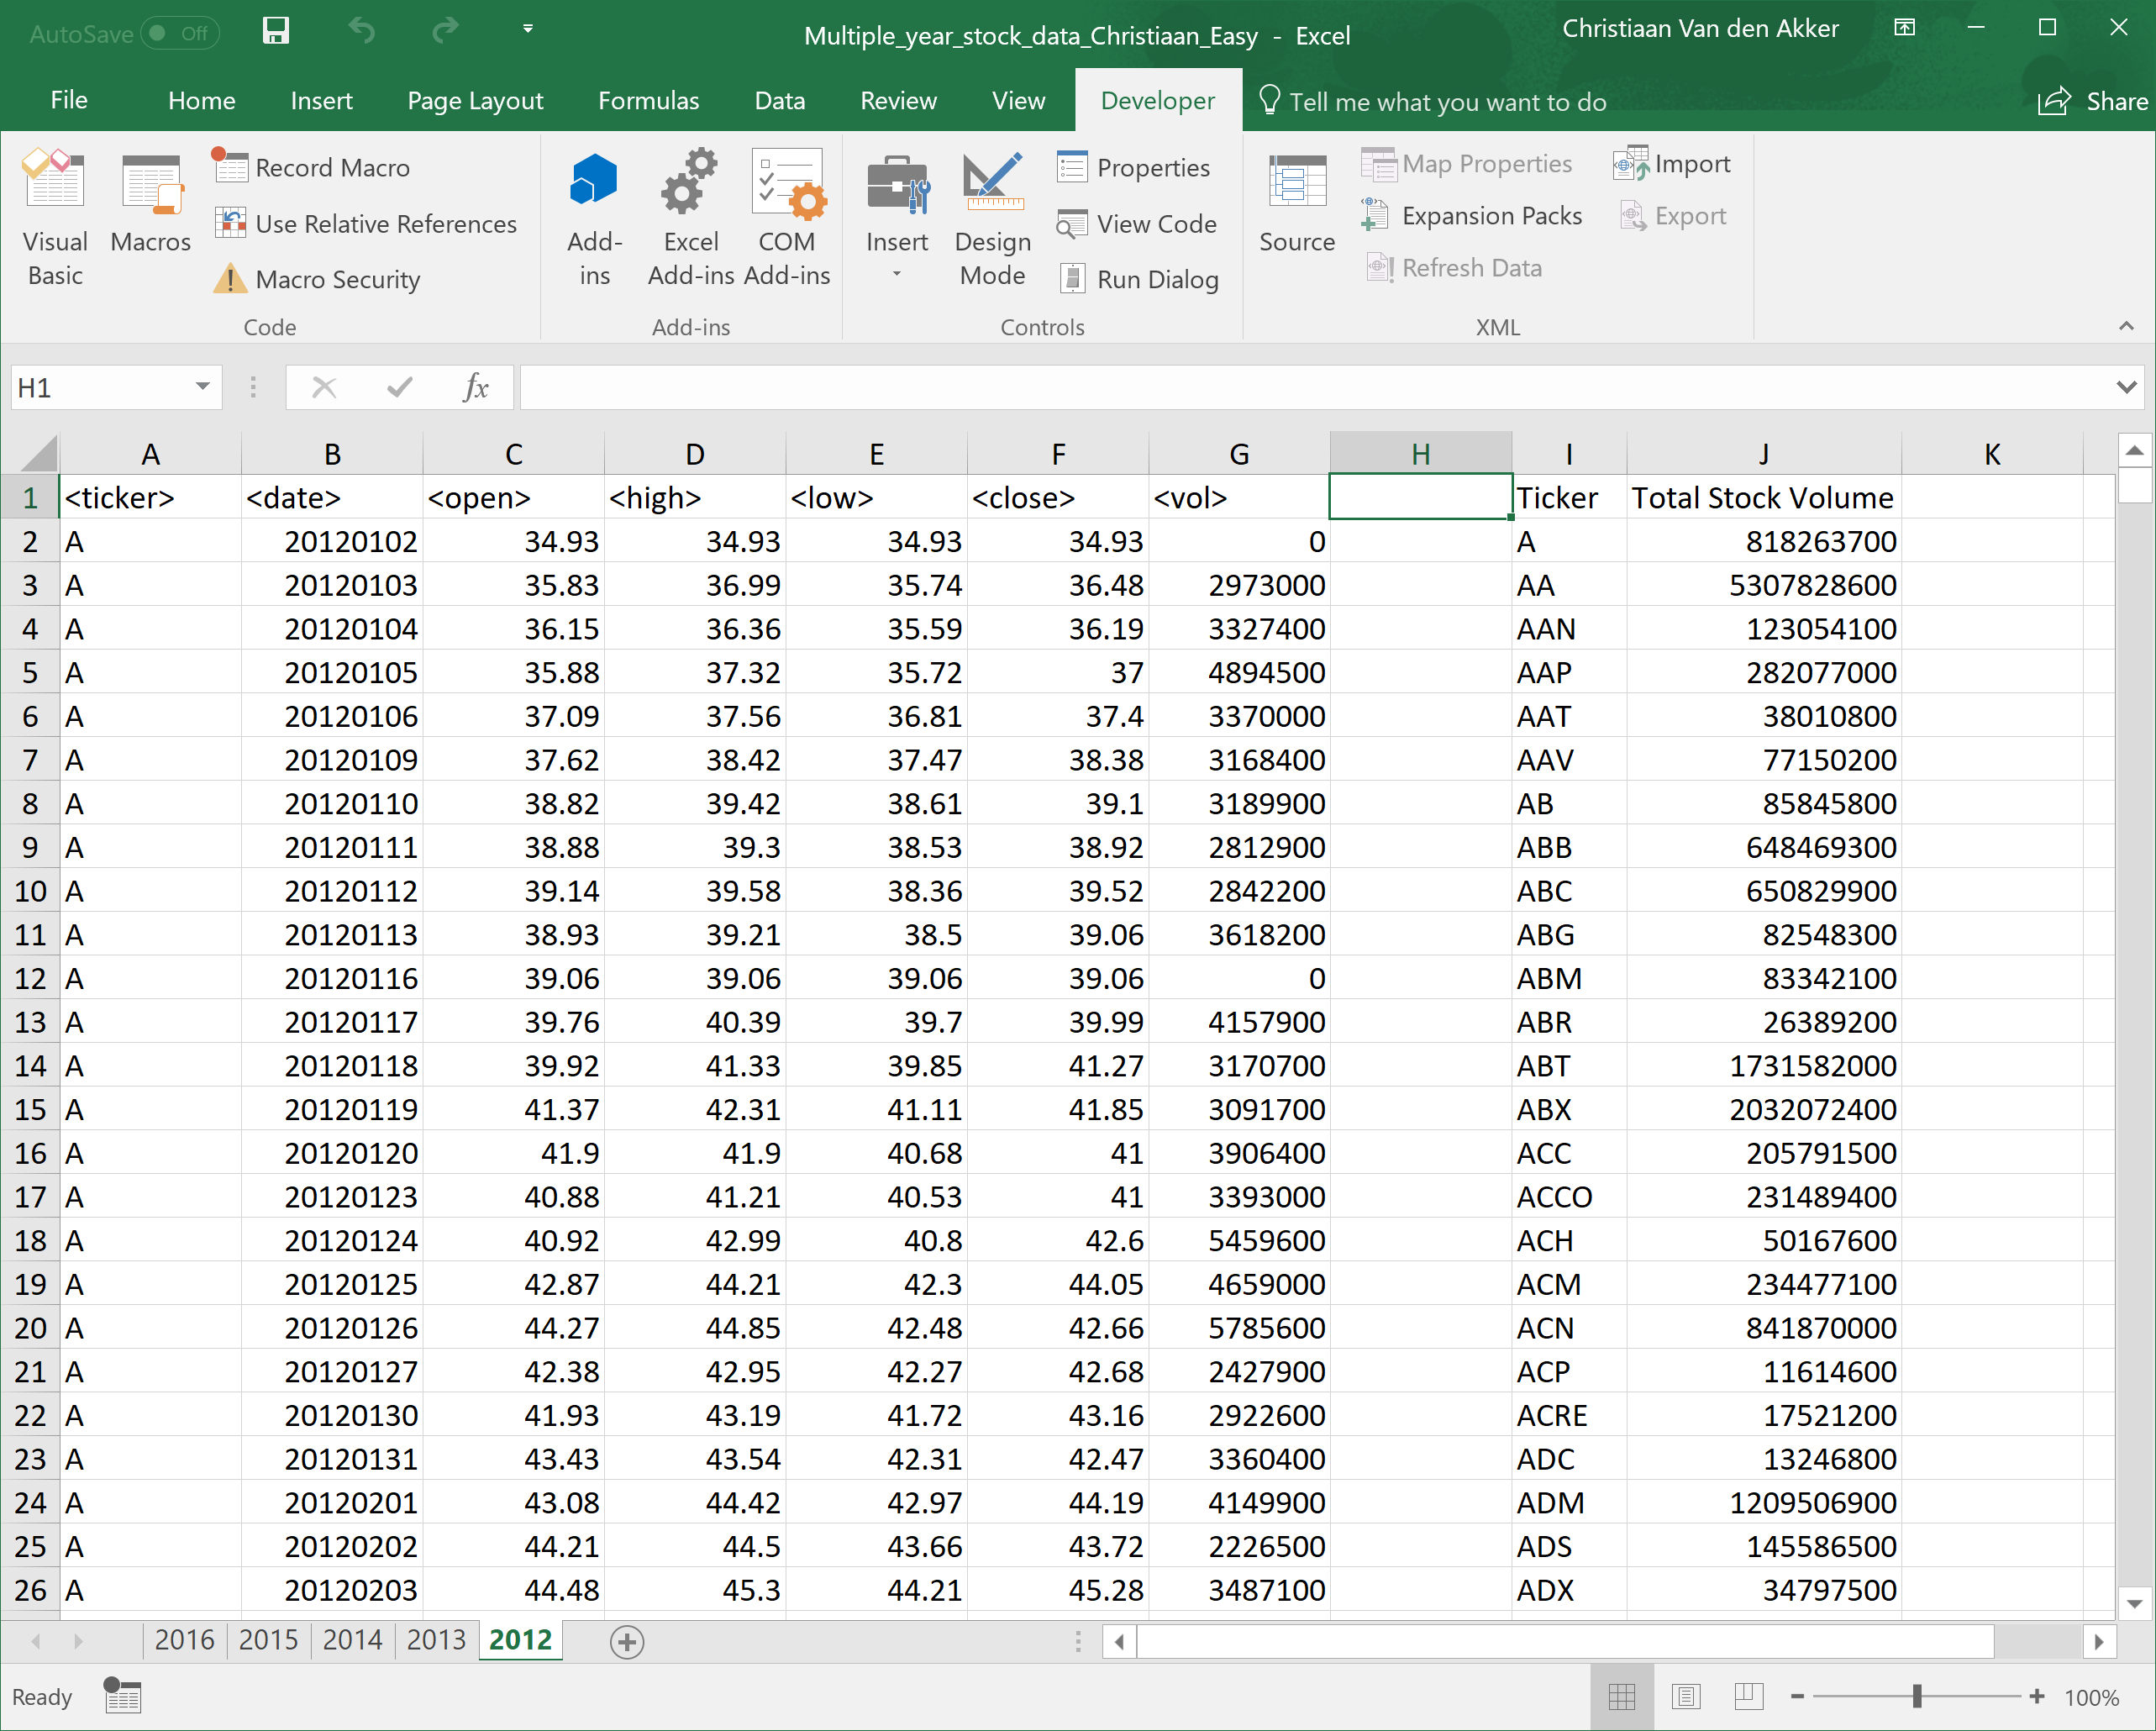 AutoSave Off Multiple_year_stock_data_Christiaan_Easy - Excel Christiaan Van den Akker
File Home Insert Page Layout Formulas Data Review View Developer Tell me what you want to do Share
Visual Basic Macros Record Macro Use Relative References Macro Security
Add-ins Excel Add-ins COM Add-ins
Insert Design Mode Properties View Code Run Dialog
Source Map Properties Expansion Packs Refresh Data Import Export
Code Add-ins Controls XML
H1 fx
A B C D E F G H I J K
1 <ticker> <date> <open> <high> <low> <close> <vol> Ticker Total Stock Volume
2 A 20120102 34.93 34.93 34.93 34.93 0 A 818263700
3 A 20120103 35.83 36.99 35.74 36.48 2973000 AA 5307828600
4 A 20120104 36.15 36.36 35.59 36.19 3327400 AAN 123054100
5 A 20120105 35.88 37.32 35.72 37 4894500 AAP 282077000
6 A 20120106 37.09 37.56 36.81 37.4 3370000 AAT 38010800
7 A 20120109 37.62 38.42 37.47 38.38 3168400 AAV 77150200
8 A 20120110 38.82 39.42 38.61 39.1 3189900 AB 85845800
9 A 20120111 38.88 39.3 38.53 38.92 2812900 ABB 648469300
10 A 20120112 39.14 39.58 38.36 39.52 2842200 ABC 650829900
11 A 20120113 38.93 39.21 38.5 39.06 3618200 ABG 82548300
12 A 20120116 39.06 39.06 39.06 39.06 0 ABM 83342100
13 A 20120117 39.76 40.39 39.7 39.99 4157900 ABR 26389200
14 A 20120118 39.92 41.33 39.85 41.27 3170700 ABT 1731582000
15 A 20120119 41.37 42.31 41.11 41.85 3091700 ABX 2032072400
16 A 20120120 41.9 41.9 40.68 41 3906400 ACC 205791500
17 A 20120123 40.88 41.21 40.53 41 3393000 ACCO 231489400
18 A 20120124 40.92 42.99 40.8 42.6 5459600 ACH 50167600
19 A 20120125 42.87 44.21 42.3 44.05 4659000 ACM 234477100
20 A 20120126 44.27 44.85 42.48 42.66 5785600 ACN 841870000
21 A 20120127 42.38 42.95 42.27 42.68 2427900 ACP 11614600
22 A 20120130 41.93 43.19 41.72 43.16 2922600 ACRE 17521200
23 A 20120131 43.43 43.54 42.31 42.47 3360400 ADC 13246800
24 A 20120201 43.08 44.42 42.97 44.19 4149900 ADM 1209506900
25 A 20120202 44.21 44.5 43.66 43.72 2226500 ADS 145586500
26 A 20120203 44.48 45.3 44.21 45.28 3487100 ADX 34797500
2016 2015 2014 2013 2012
Ready 100%